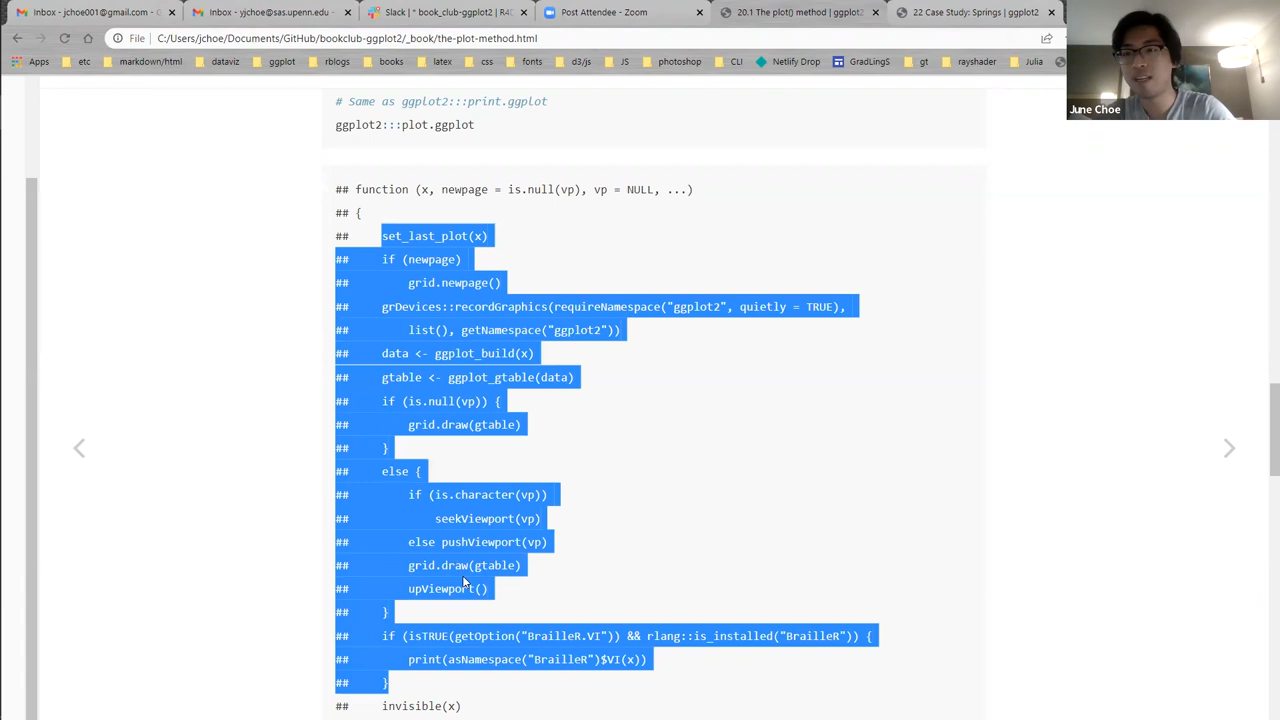 Inbox - jchoe001@gmail.com - G
Inbox - yjchoe@sas.upenn.edu -
Slack | * book_club-ggplot2 | R4D
Post Attendee - Zoom
20.1 The plot() method | ggplot2
22 Case Study: Springs | ggplot2
File
C:/Users/jchoe/Documents/GitHub/bookclub-ggplot2/_book/the-plot-method.html
Apps
etc
markdown/html
dataviz
ggplot
rblogs
books
latex
css
fonts
d3/js
JS
photoshop
CLI
Netlify Drop
GradLingS
gt
rayshader
Julia
June Choe
# Same as ggplot2:::print.ggplot
ggplot2:::plot.ggplot
## function (x, newpage = is.null(vp), vp = NULL, ...)
## {
## set_last_plot(x)
## if (newpage)
## grid.newpage()
## grDevices::recordGraphics(requireNamespace("ggplot2", quietly = TRUE),
## list(), getNamespace("ggplot2"))
## data <- ggplot_build(x)
## gtable <- ggplot_gtable(data)
## if (is.null(vp)) {
## grid.draw(gtable)
## }
## else {
## if (is.character(vp))
## seekViewport(vp)
## else pushViewport(vp)
## grid.draw(gtable)
## upViewport()
## }
## if (isTRUE(getOption("BrailleR.VI")) && rlang::is_installed("BrailleR")) {
## print(asNamespace("BrailleR")$VI(x))
## }
## invisible(x)